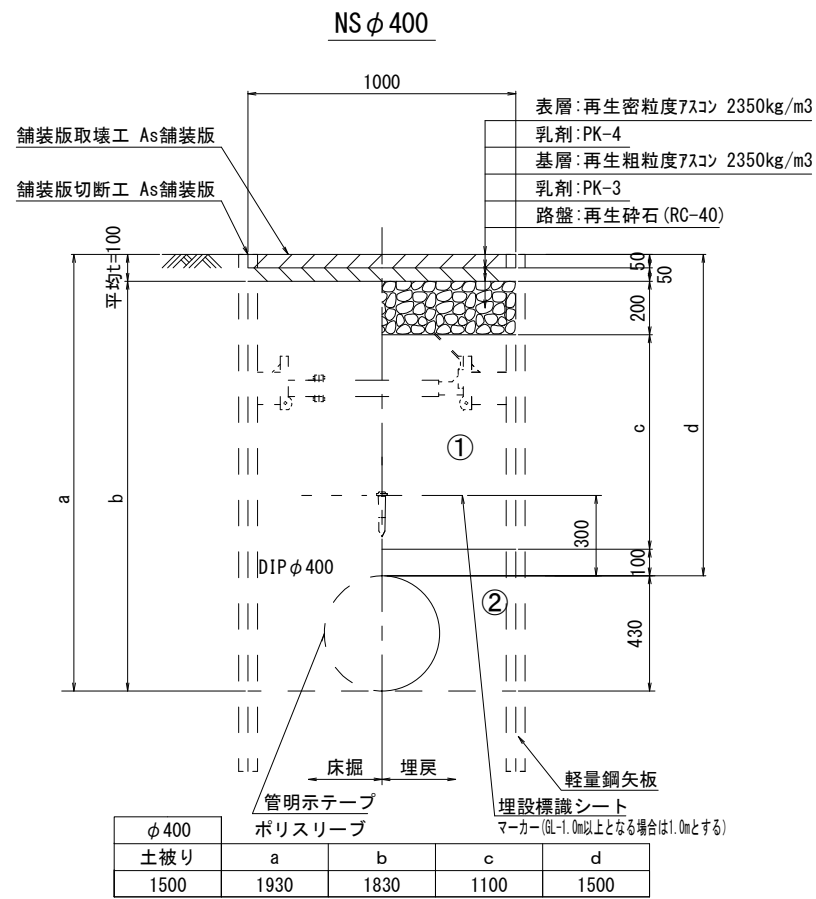 NSφ400
1000
表層:再生密粒度アスコン 2350kg/m3
乳剤:PK-4
基層:再生粗粒度アスコン 2350kg/m3
乳剤:PK-3
路盤:再生砕石(RC-40)
舗装版取壊工 As舗装版
舗装版切断工 As舗装版
平均t=100
50
50
200
a
b
c
d
①
300
100
DIPφ400
②
430
床掘
埋戻
管明示テープ
ポリスリーブ
軽量鋼矢板
埋設標識シート
マーカー(GL-1.0m以上となる場合は1.0mとする)
φ400
土被り a b c d
1500 1930 1830 1100 1500